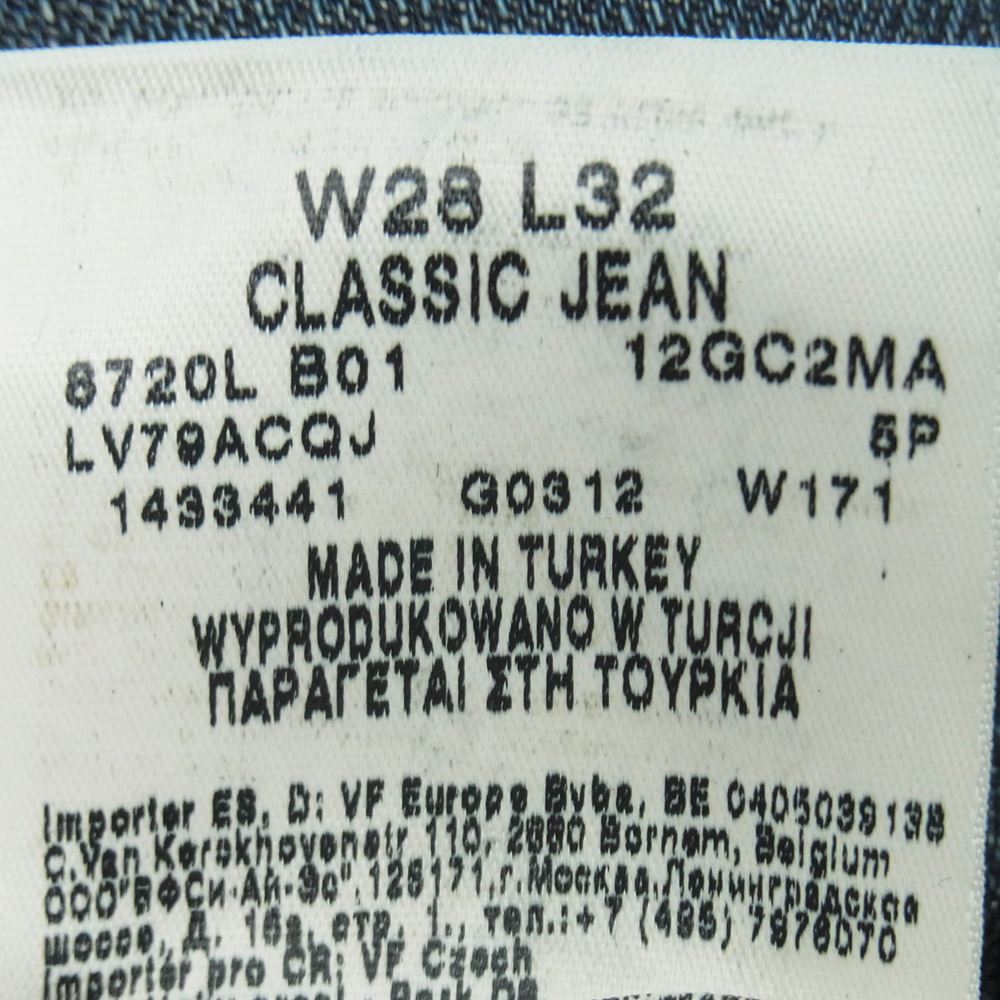 W28 L32
CLASSIC JEAN
8720L B01 12GC2MA
LV79ACQJ 5P
1433441 G0312 W171
MADE IN TURKEY
WYPRODUKOWANO W TURCJI
ΠΑΡΑΓΕΤΑΙ ΣΤΗ ΤΟΥΡΚΙΑ
Importer ES, D: VF Europe Bvba, BE 0405039138
C.Van Kerckhovenstr 110, 2880 Bornem, Belgium
ООО"ВФСи-Ай-Эс",125171,г.Москва,Ленинградская
шоссе, Д. 16а, стр. 1., тел.:+7 (495) 7978070
Importer pro CR: VF Czech